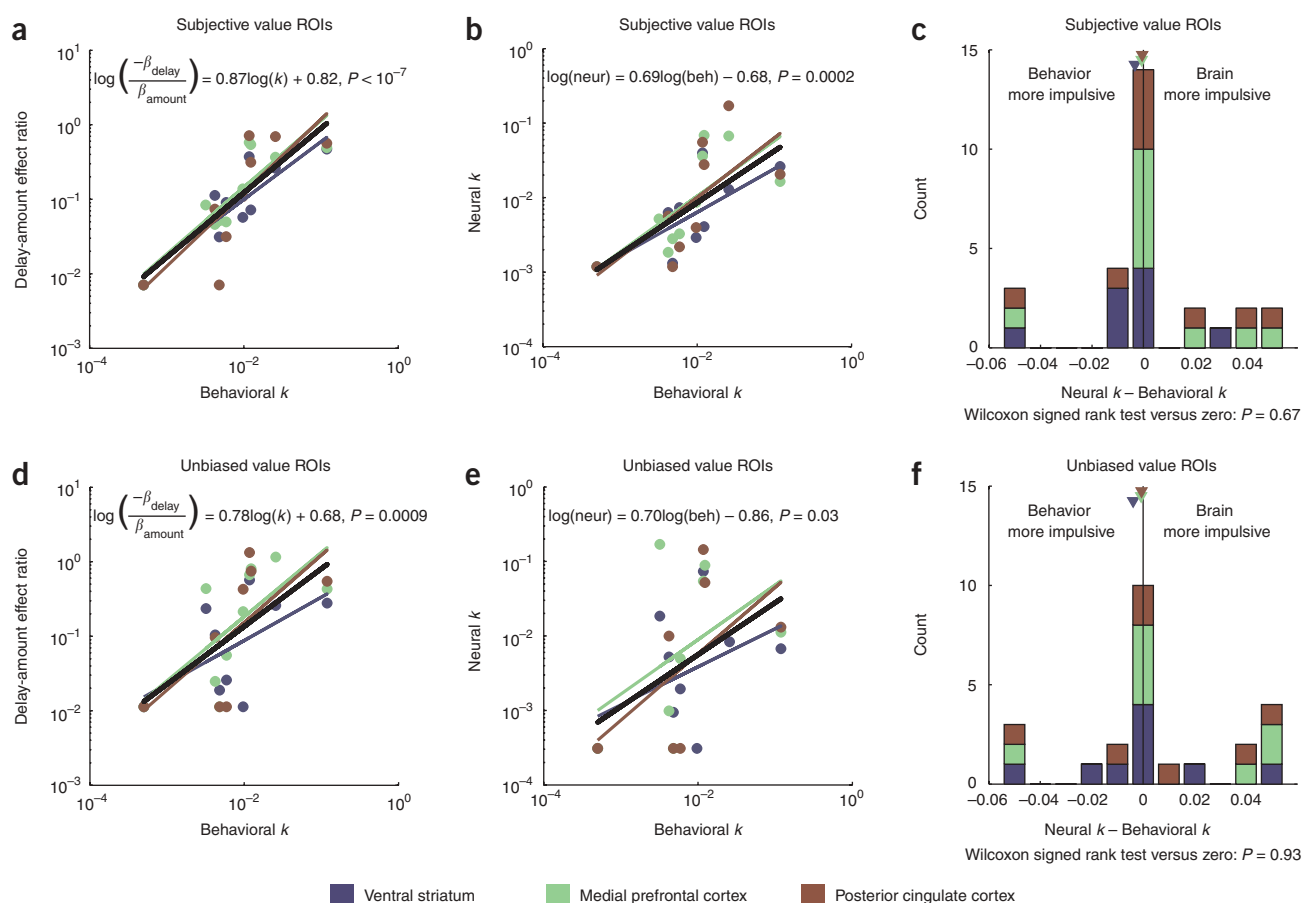 a
Subjective value ROIs
10^1
10^0
10^−1
10^−2
10^−3
10^−4
10^−2
10^0
Delay-amount effect ratio
Behavioral k
log(−β_delay/β_amount) = 0.87log(k) + 0.82, P < 10^−7
b
Subjective value ROIs
10^0
10^−1
10^−2
10^−3
10^−4
10^−4
10^−2
10^0
Neural k
Behavioral k
log(neur) = 0.69log(beh) − 0.68, P = 0.0002
c
Subjective value ROIs
15
10
5
0
Count
Behavior
more impulsive
Brain
more impulsive
−0.06 −0.04 −0.02 0 0.02 0.04
Neural k – Behavioral k
Wilcoxon signed rank test versus zero: P = 0.67
d
Unbiased value ROIs
10^1
10^0
10^−1
10^−2
10^−3
10^−4
10^−2
10^0
Delay-amount effect ratio
Behavioral k
log(−β_delay/β_amount) = 0.78log(k) + 0.68, P = 0.0009
e
Unbiased value ROIs
10^0
10^−1
10^−2
10^−3
10^−4
10^−4
10^−2
10^0
Neural k
Behavioral k
log(neur) = 0.70log(beh) − 0.86, P = 0.03
f
Unbiased value ROIs
15
10
5
0
Count
Behavior
more impulsive
Brain
more impulsive
−0.06 −0.04 −0.02 0 0.02 0.04
Neural k – Behavioral k
Wilcoxon signed rank test versus zero: P = 0.93
Ventral striatum
Medial prefrontal cortex
Posterior cingulate cortex